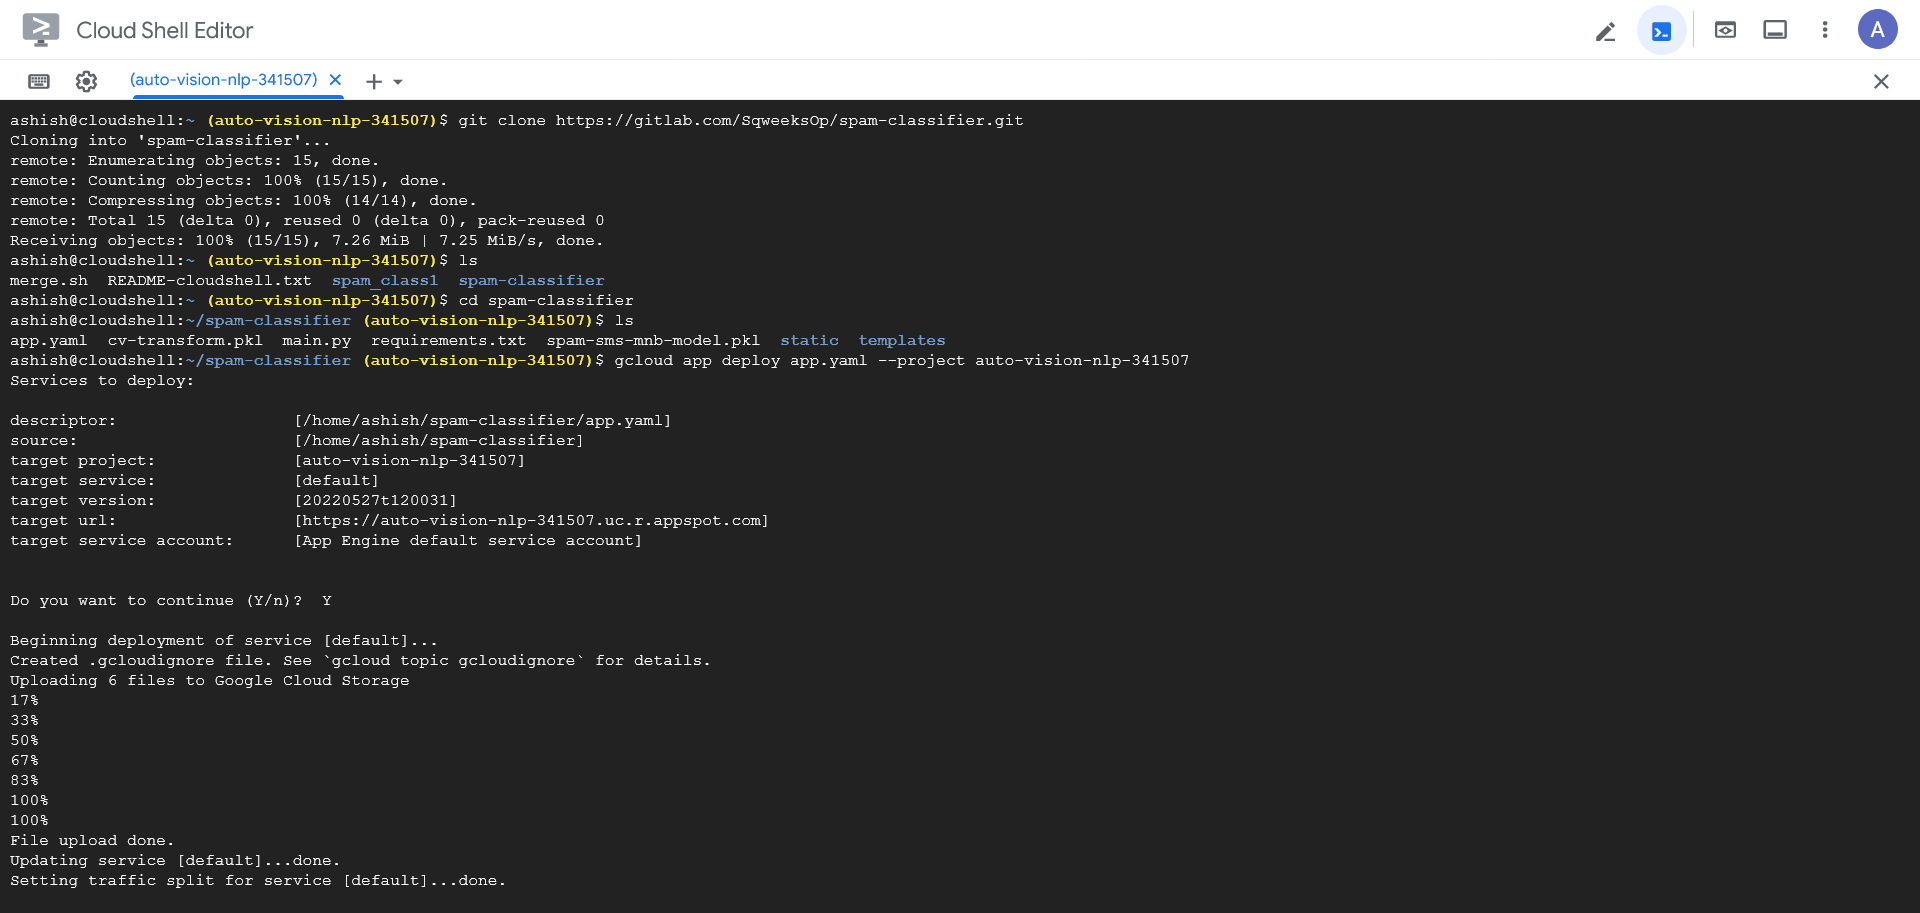 Cloud Shell Editor
A
(auto-vision-nlp-341507)
ashish@cloudshell:~ (auto-vision-nlp-341507)$ git clone https://gitlab.com/SqweeksOp/spam-classifier.git
Cloning into 'spam-classifier'...
remote: Enumerating objects: 15, done.
remote: Counting objects: 100% (15/15), done.
remote: Compressing objects: 100% (14/14), done.
remote: Total 15 (delta 0), reused 0 (delta 0), pack-reused 0
Receiving objects: 100% (15/15), 7.26 MiB | 7.25 MiB/s, done.
ashish@cloudshell:~ (auto-vision-nlp-341507)$ ls
merge.sh  README-cloudshell.txt  spam_class1  spam-classifier
ashish@cloudshell:~ (auto-vision-nlp-341507)$ cd spam-classifier
ashish@cloudshell:~/spam-classifier (auto-vision-nlp-341507)$ ls
app.yaml  cv-transform.pkl  main.py  requirements.txt  spam-sms-mnb-model.pkl  static  templates
ashish@cloudshell:~/spam-classifier (auto-vision-nlp-341507)$ gcloud app deploy app.yaml --project auto-vision-nlp-341507
Services to deploy:
descriptor: [/home/ashish/spam-classifier/app.yaml]
source: [/home/ashish/spam-classifier]
target project: [auto-vision-nlp-341507]
target service: [default]
target version: [20220527t120031]
target url: [https://auto-vision-nlp-341507.uc.r.appspot.com]
target service account: [App Engine default service account]
Do you want to continue (Y/n)?  Y
Beginning deployment of service [default]...
Created .gcloudignore file. See `gcloud topic gcloudignore` for details.
Uploading 6 files to Google Cloud Storage
17%
33%
50%
67%
83%
100%
100%
File upload done.
Updating service [default]...done.
Setting traffic split for service [default]...done.